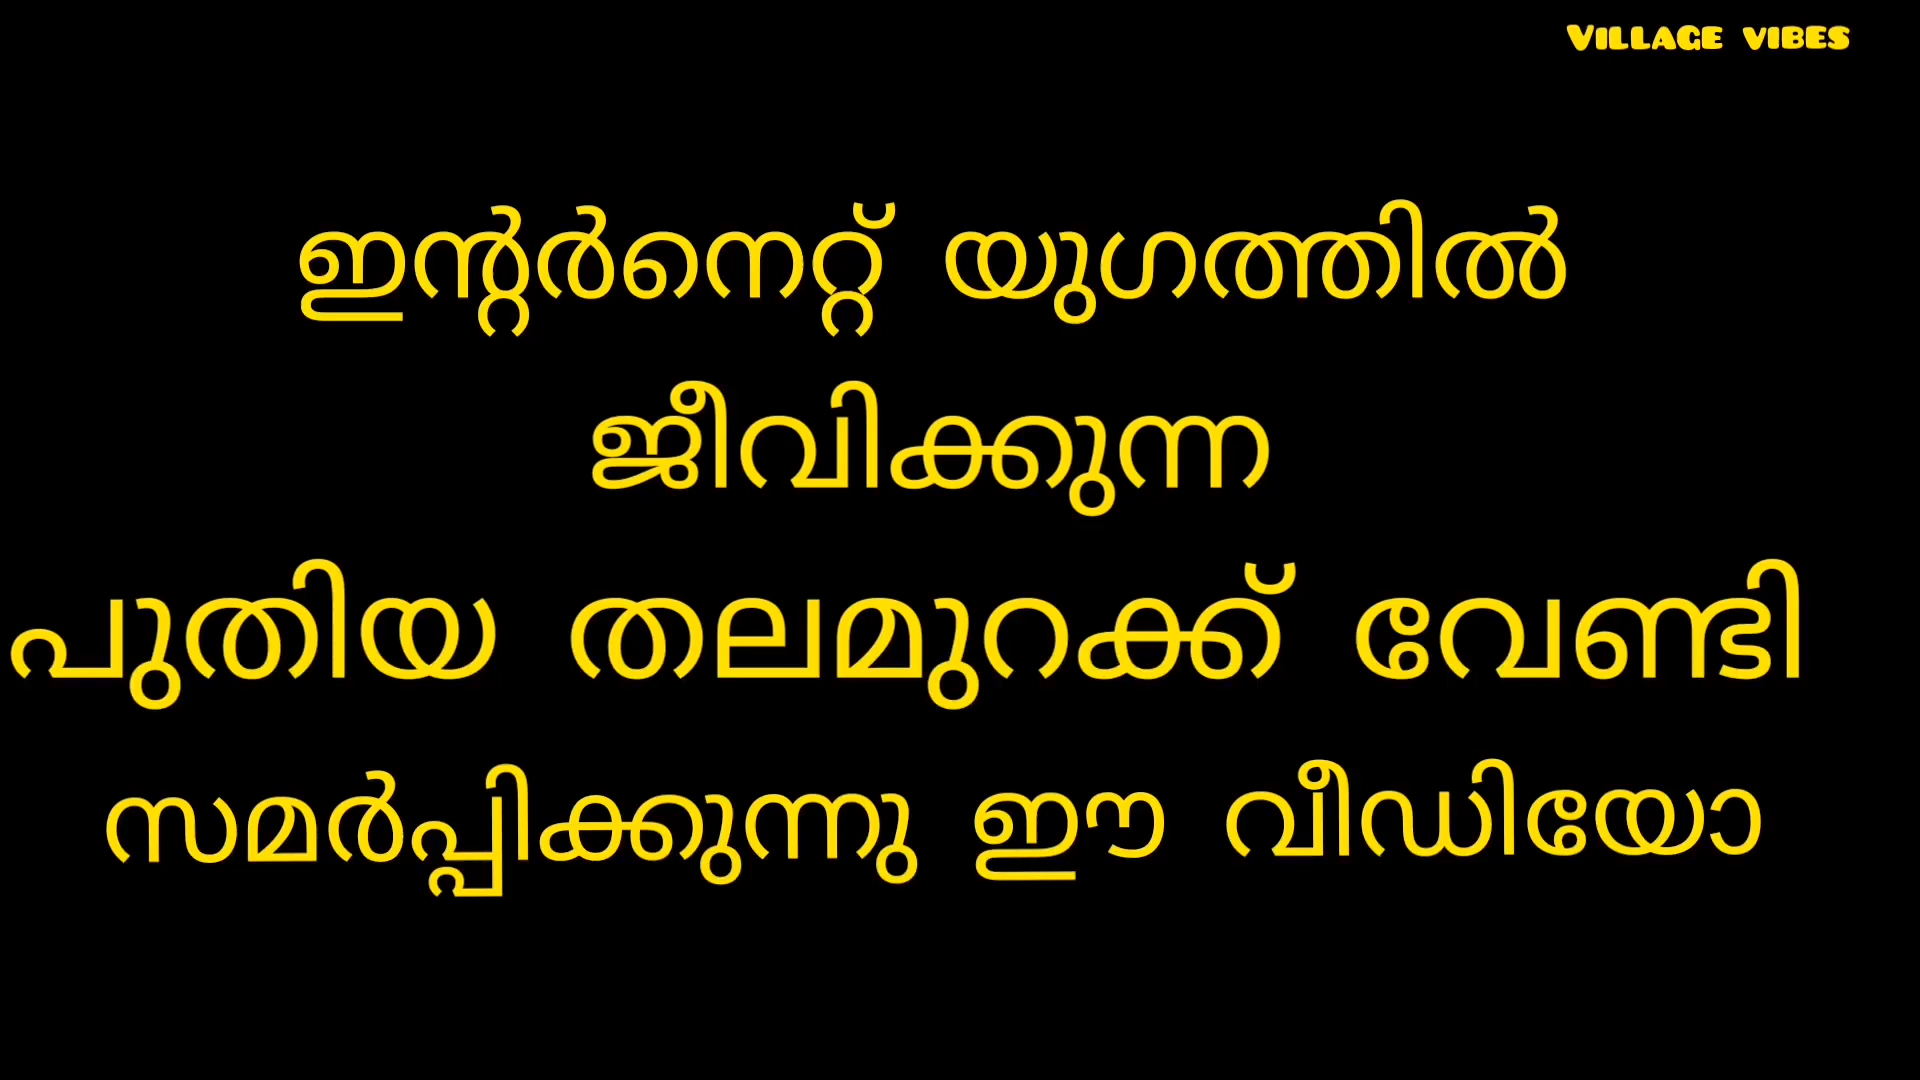 VILLAGE VIBES
ഇന്റർനെറ്റ് യുഗത്തിൽ
ജീവിക്കുന്ന
പുതിയ തലമുറക്ക് വേണ്ടി
സമർപ്പിക്കുന്നു ഈ വീഡിയോ